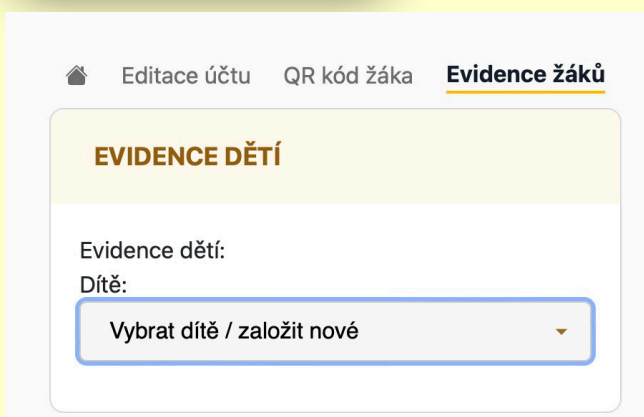 Editace účtu QR kód žáka Evidence žáků
EVIDENCE DĚTÍ
Evidence dětí:
Dítě:
Vybrat dítě / založit nové